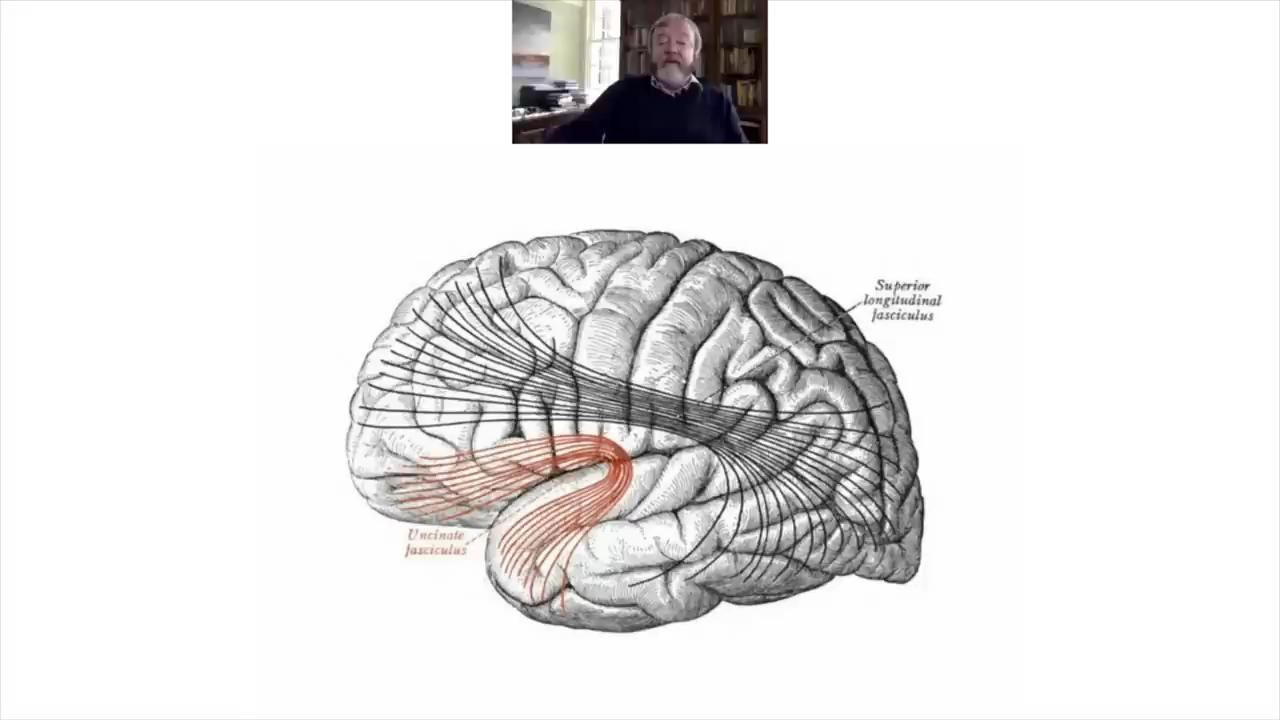 Superior
longitudinal
fasciculus
Uncinate
fasciculus